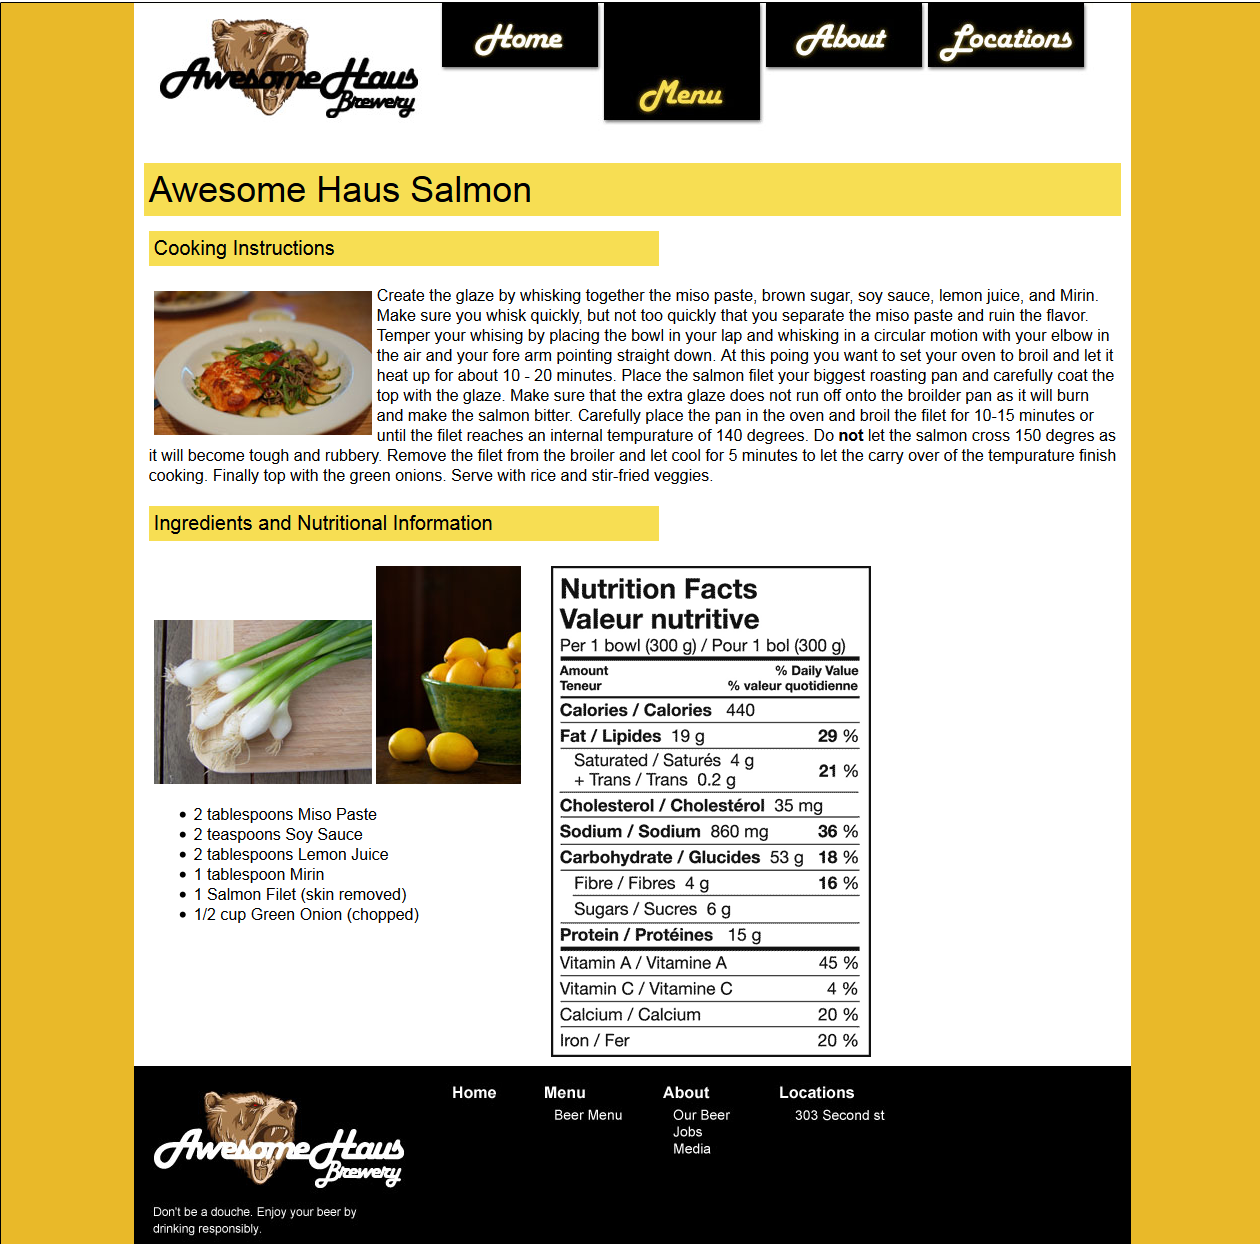 Awesome Haus
Brewery
Home
Menu
About
Locations
Awesome Haus Salmon
Cooking Instructions
Create the glaze by whisking together the miso paste, brown sugar, soy sauce, lemon juice, and Mirin.
Make sure you whisk quickly, but not too quickly that you separate the miso paste and ruin the flavor.
Temper your whising by placing the bowl in your lap and whisking in a circular motion with your elbow in
the air and your fore arm pointing straight down. At this poing you want to set your oven to broil and let it
heat up for about 10 - 20 minutes. Place the salmon filet your biggest roasting pan and carefully coat the
top with the glaze. Make sure that the extra glaze does not run off onto the broilder pan as it will burn
and make the salmon bitter. Carefully place the pan in the oven and broil the filet for 10-15 minutes or
until the filet reaches an internal tempurature of 140 degrees. Do not let the salmon cross 150 degres as
it will become tough and rubbery. Remove the filet from the broiler and let cool for 5 minutes to let the carry over of the tempurature finish
cooking. Finally top with the green onions. Serve with rice and stir-fried veggies.
Ingredients and Nutritional Information
2 tablespoons Miso Paste
2 teaspoons Soy Sauce
2 tablespoons Lemon Juice
1 tablespoon Mirin
1 Salmon Filet (skin removed)
1/2 cup Green Onion (chopped)
Nutrition Facts
Valeur nutritive
Per 1 bowl (300 g) / Pour 1 bol (300 g)
Amount % Daily Value
Teneur % valeur quotidienne
Calories / Calories 440
Fat / Lipides 19 g 29 %
Saturated / Saturés 4 g
+ Trans / Trans 0.2 g 21 %
Cholesterol / Cholestérol 35 mg
Sodium / Sodium 860 mg 36 %
Carbohydrate / Glucides 53 g 18 %
Fibre / Fibres 4 g 16 %
Sugars / Sucres 6 g
Protein / Protéines 15 g
Vitamin A / Vitamine A 45 %
Vitamin C / Vitamine C 4 %
Calcium / Calcium 20 %
Iron / Fer 20 %
Awesome Haus
Brewery
Don't be a douche. Enjoy your beer by
drinking responsibly.
Home
Menu
Beer Menu
About
Our Beer
Jobs
Media
Locations
303 Second st